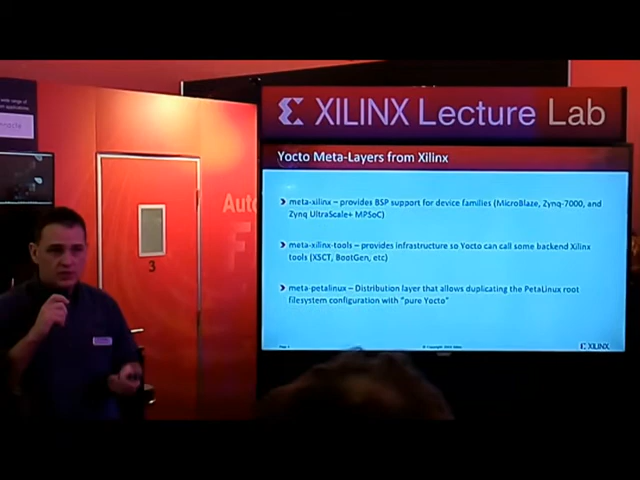 XILINX Lecture Lab
Yocto Meta-Layers from Xilinx
meta-xilinx – provides BSP support for device families (MicroBlaze, Zynq-7000, and
Zynq UltraScale+ MPSoC)
meta-xilinx-tools – provides infrastructure so Yocto can call some backend Xilinx
tools (XSCT, BootGen, etc)
meta-petalinux – Distribution layer that allows duplicating the PetaLinux root
filesystem configuration with "pure Yocto"
XILINX
3